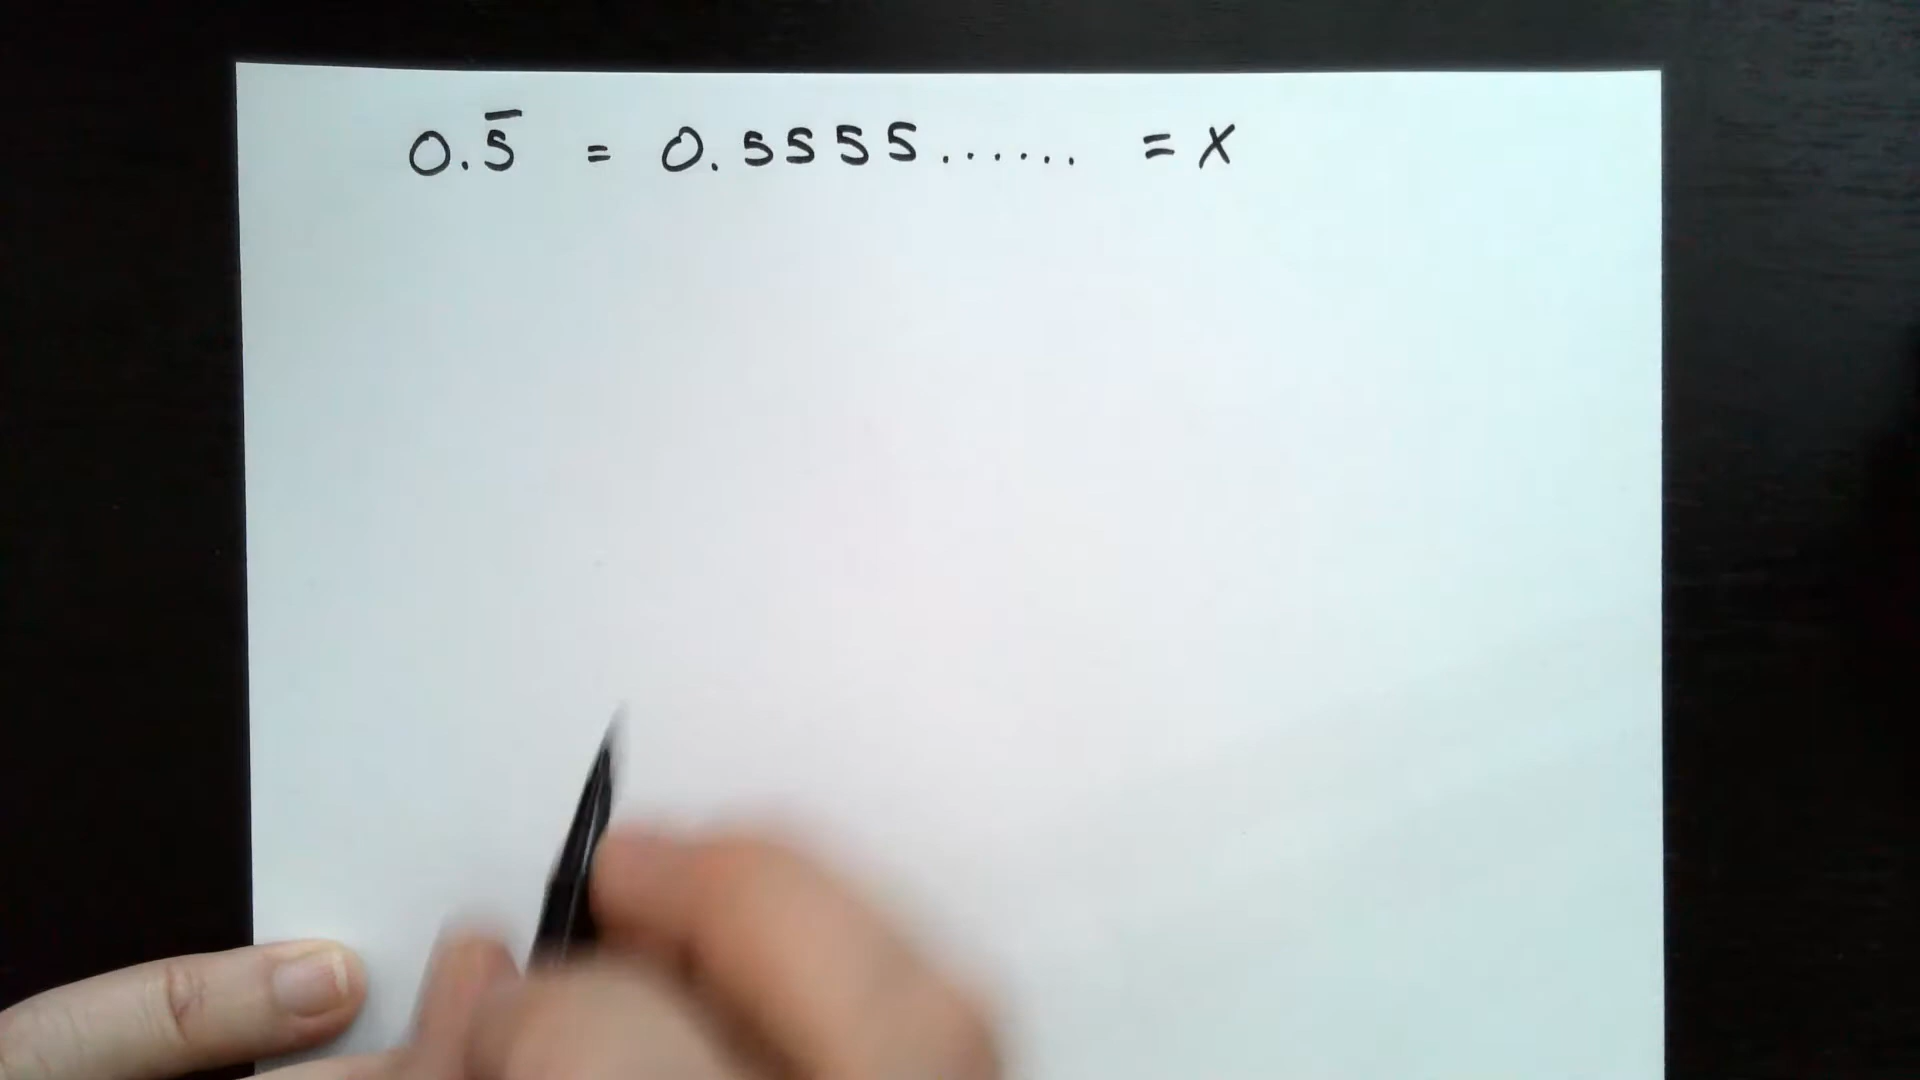 0.5̅ = 0.5555...... = x